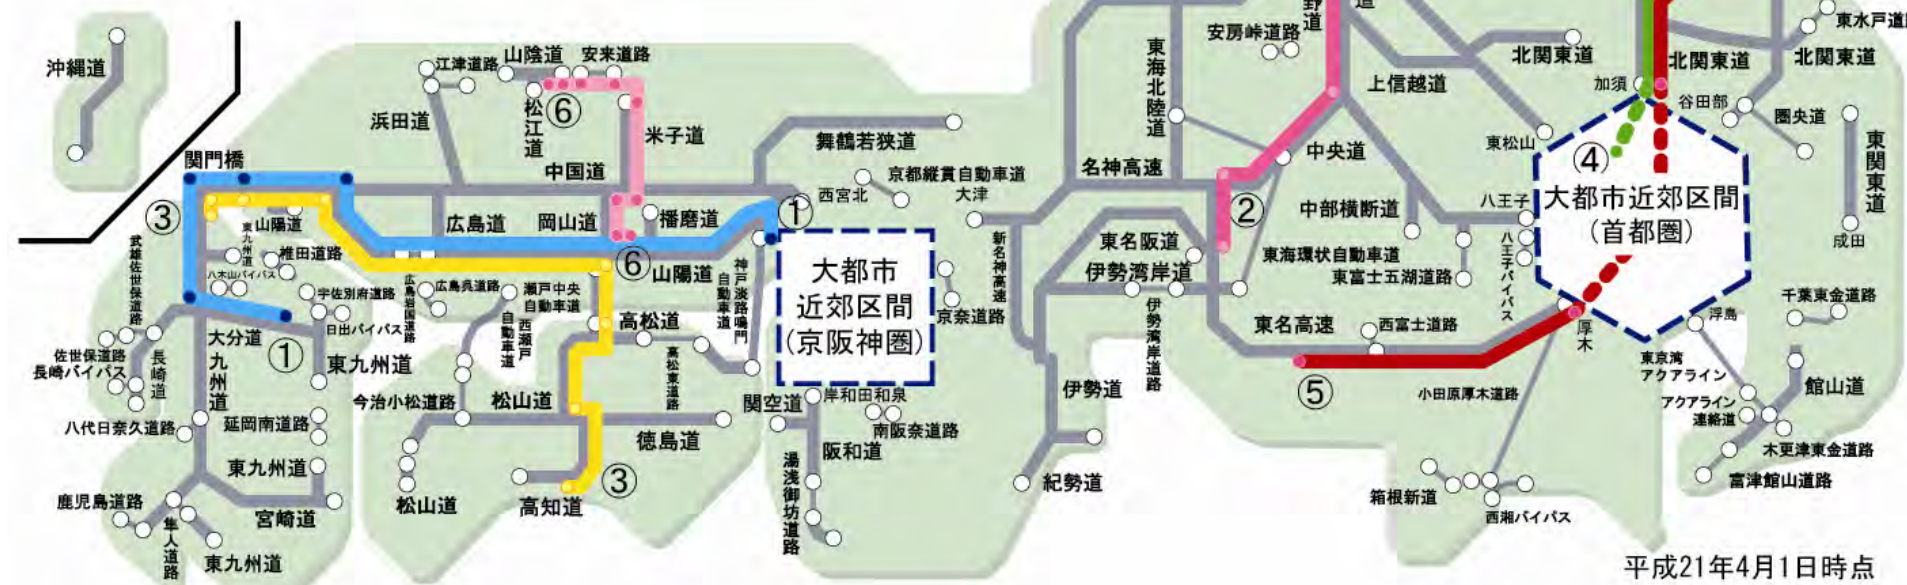 沖縄道
関門橋
③
江津道路
山陰道
安来道路
松江道
⑥
浜田道
米子道
中国道
舞鶴若狭道
京都縦貫自動車道
西宮北
大津
広島道
岡山道
播磨道
①
⑥
山陽道
山陽道
東九州道
椎田道路
八木山バイパス
武雄佐世保道路
宇佐別府道路
日出バイパス
大分道
①
佐世保道路
長崎バイパス
長崎道
九州道
東九州道
八代日奈久道路
延岡南道路
東九州道
鹿児島道路
隼人道路
宮崎道
東九州道
広島岩国道路
広島呉道路
瀬戸中央
自動車道
西瀬戸
自動車道
高松道
高松東道路
神戸淡路鳴門
自動車道
今治小松道路
松山道
徳島道
松山道
高知道
③
大都市
近郊区間
(京阪神圏)
関空道
岸和田和泉
南阪奈道路
阪和道
湯浅御坊道路
京奈道路
新名神高速
名神高速
東海北陸道
安房峠道路
野道
道
上信越道
北関東道
中央道
②
東名阪道
伊勢湾岸道
伊勢湾岸道路
伊勢道
紀勢道
中部横断道
東海環状自動車道
東富士五湖道路
東名高速
西富士道路
⑤
小田原厚木道路
厚木
箱根新道
西湘バイパス
八王子
八王子バイパス
東松山
加須
④
大都市近郊区間
(首都圏)
北関東道
北関東道
東水戸道
谷田部
圏央道
東関東道
成田
千葉東金道路
浮島
東京湾
アクアライン
アクアライン
連絡道
館山道
木更津東金道路
富津館山道路
平成21年4月1日時点